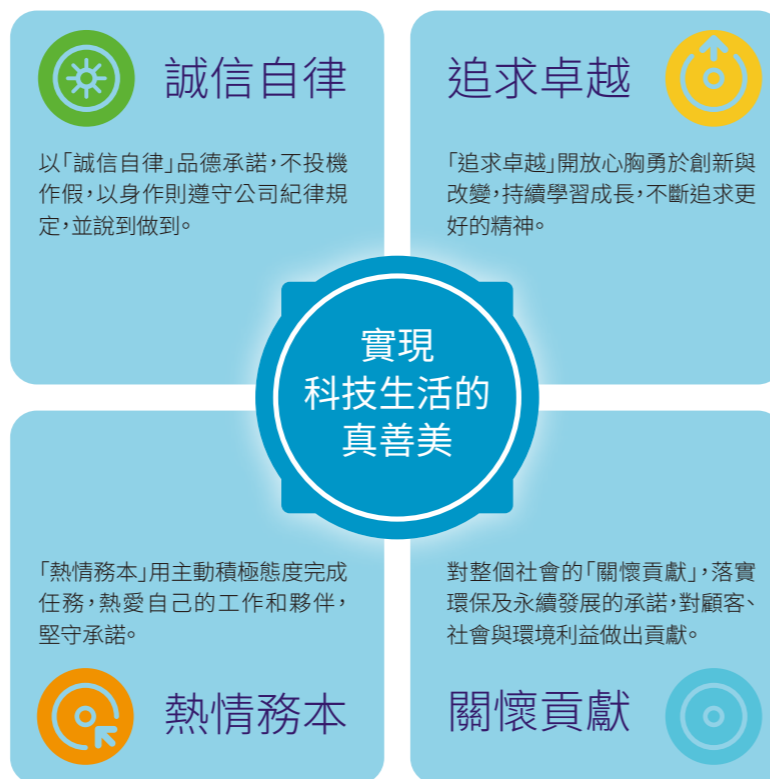 誠信自律
以「誠信自律」品德承諾，不投機
作假，以身作則遵守公司紀律規
定，並說到做到。
追求卓越
「追求卓越」開放心胸勇於創新與
改變，持續學習成長，不斷追求更
好的精神。
實現
科技生活的
真善美
「熱情務本」用主動積極態度完成
任務，熱愛自己的工作和夥伴，
堅守承諾。
熱情務本
對整個社會的「關懷貢獻」，落實
環保及永續發展的承諾，對顧客、
社會與環境利益做出貢獻。
關懷貢獻